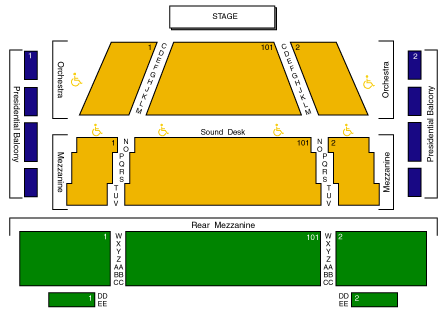 STAGE
1
101
2
C
D
E
F
G
H
J
K
L
M
C
D
E
F
G
H
J
K
L
M
1
2
Orchestra
Orchestra
Presidential Balcony
Presidential Balcony
Sound Desk
1
101
2
N
O
P
Q
R
S
T
U
V
N
O
P
Q
R
S
T
U
V
Mezzanine
Mezzanine
Rear Mezzanine
1
101
2
W
X
Y
Z
AA
BB
CC
W
X
Y
Z
AA
BB
CC
1
DD
EE
DD
EE
2